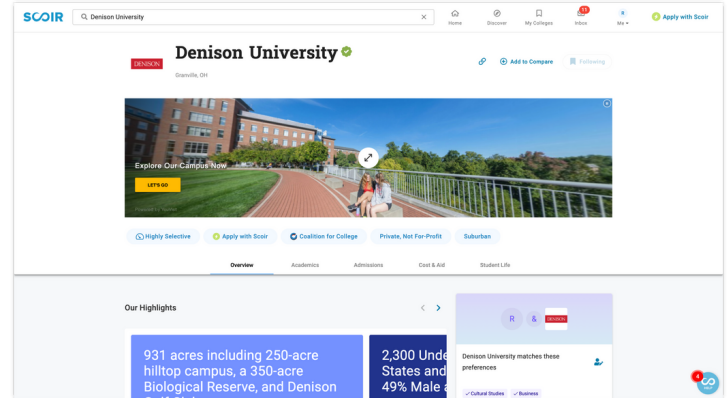 SCOIR
Denison University
Home
Discover
My Colleges
11
Inbox
R
Me
Apply with Scoir
DENISON
Denison University
Granville, OH
Add to Compare
Following
Explore Our Campus Now
LET'S GO
Highly Selective
Apply with Scoir
Coalition for College
Private, Not For-Profit
Suburban
Overview
Academics
Admissions
Cost & Aid
Student Life
Our Highlights
931 acres including 250-acre
hilltop campus, a 350-acre
Biological Reserve, and Denison
2,300 Unde
States and
49% Male a
R
&
DENISON
Denison University matches these
preferences
Cultural Studies
Business
4